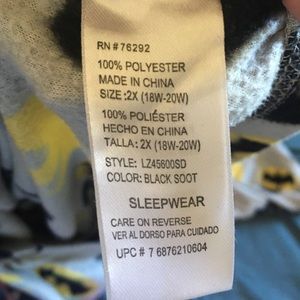 RN # 76292
100% POLYESTER
MADE IN CHINA
SIZE :2X (18W-20W)
100% POLIÉSTER
HECHO EN CHINA
TALLA: 2X (18W-20W)
STYLE: LZ45600SD
COLOR: BLACK SOOT
SLEEPWEAR
CARE ON REVERSE
VER AL DORSO PARA CUIDADO
UPC # 7 6876210604